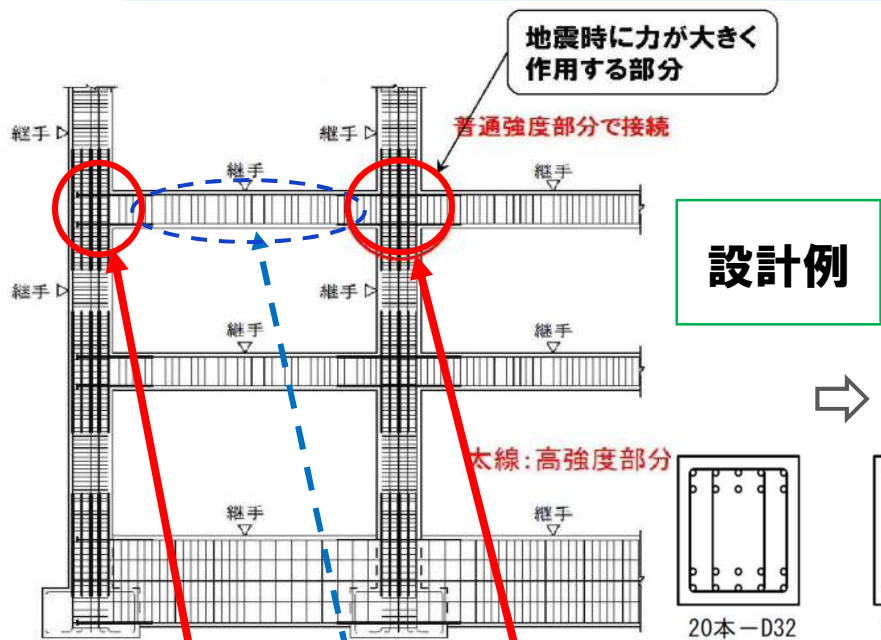 地震時に力が大きく
作用する部分
継手
継手
普通強度部分で接続
継手
継手
設計例
継手
継手
継手
継手
太線:高強度部分
継手
継手
20本-D32